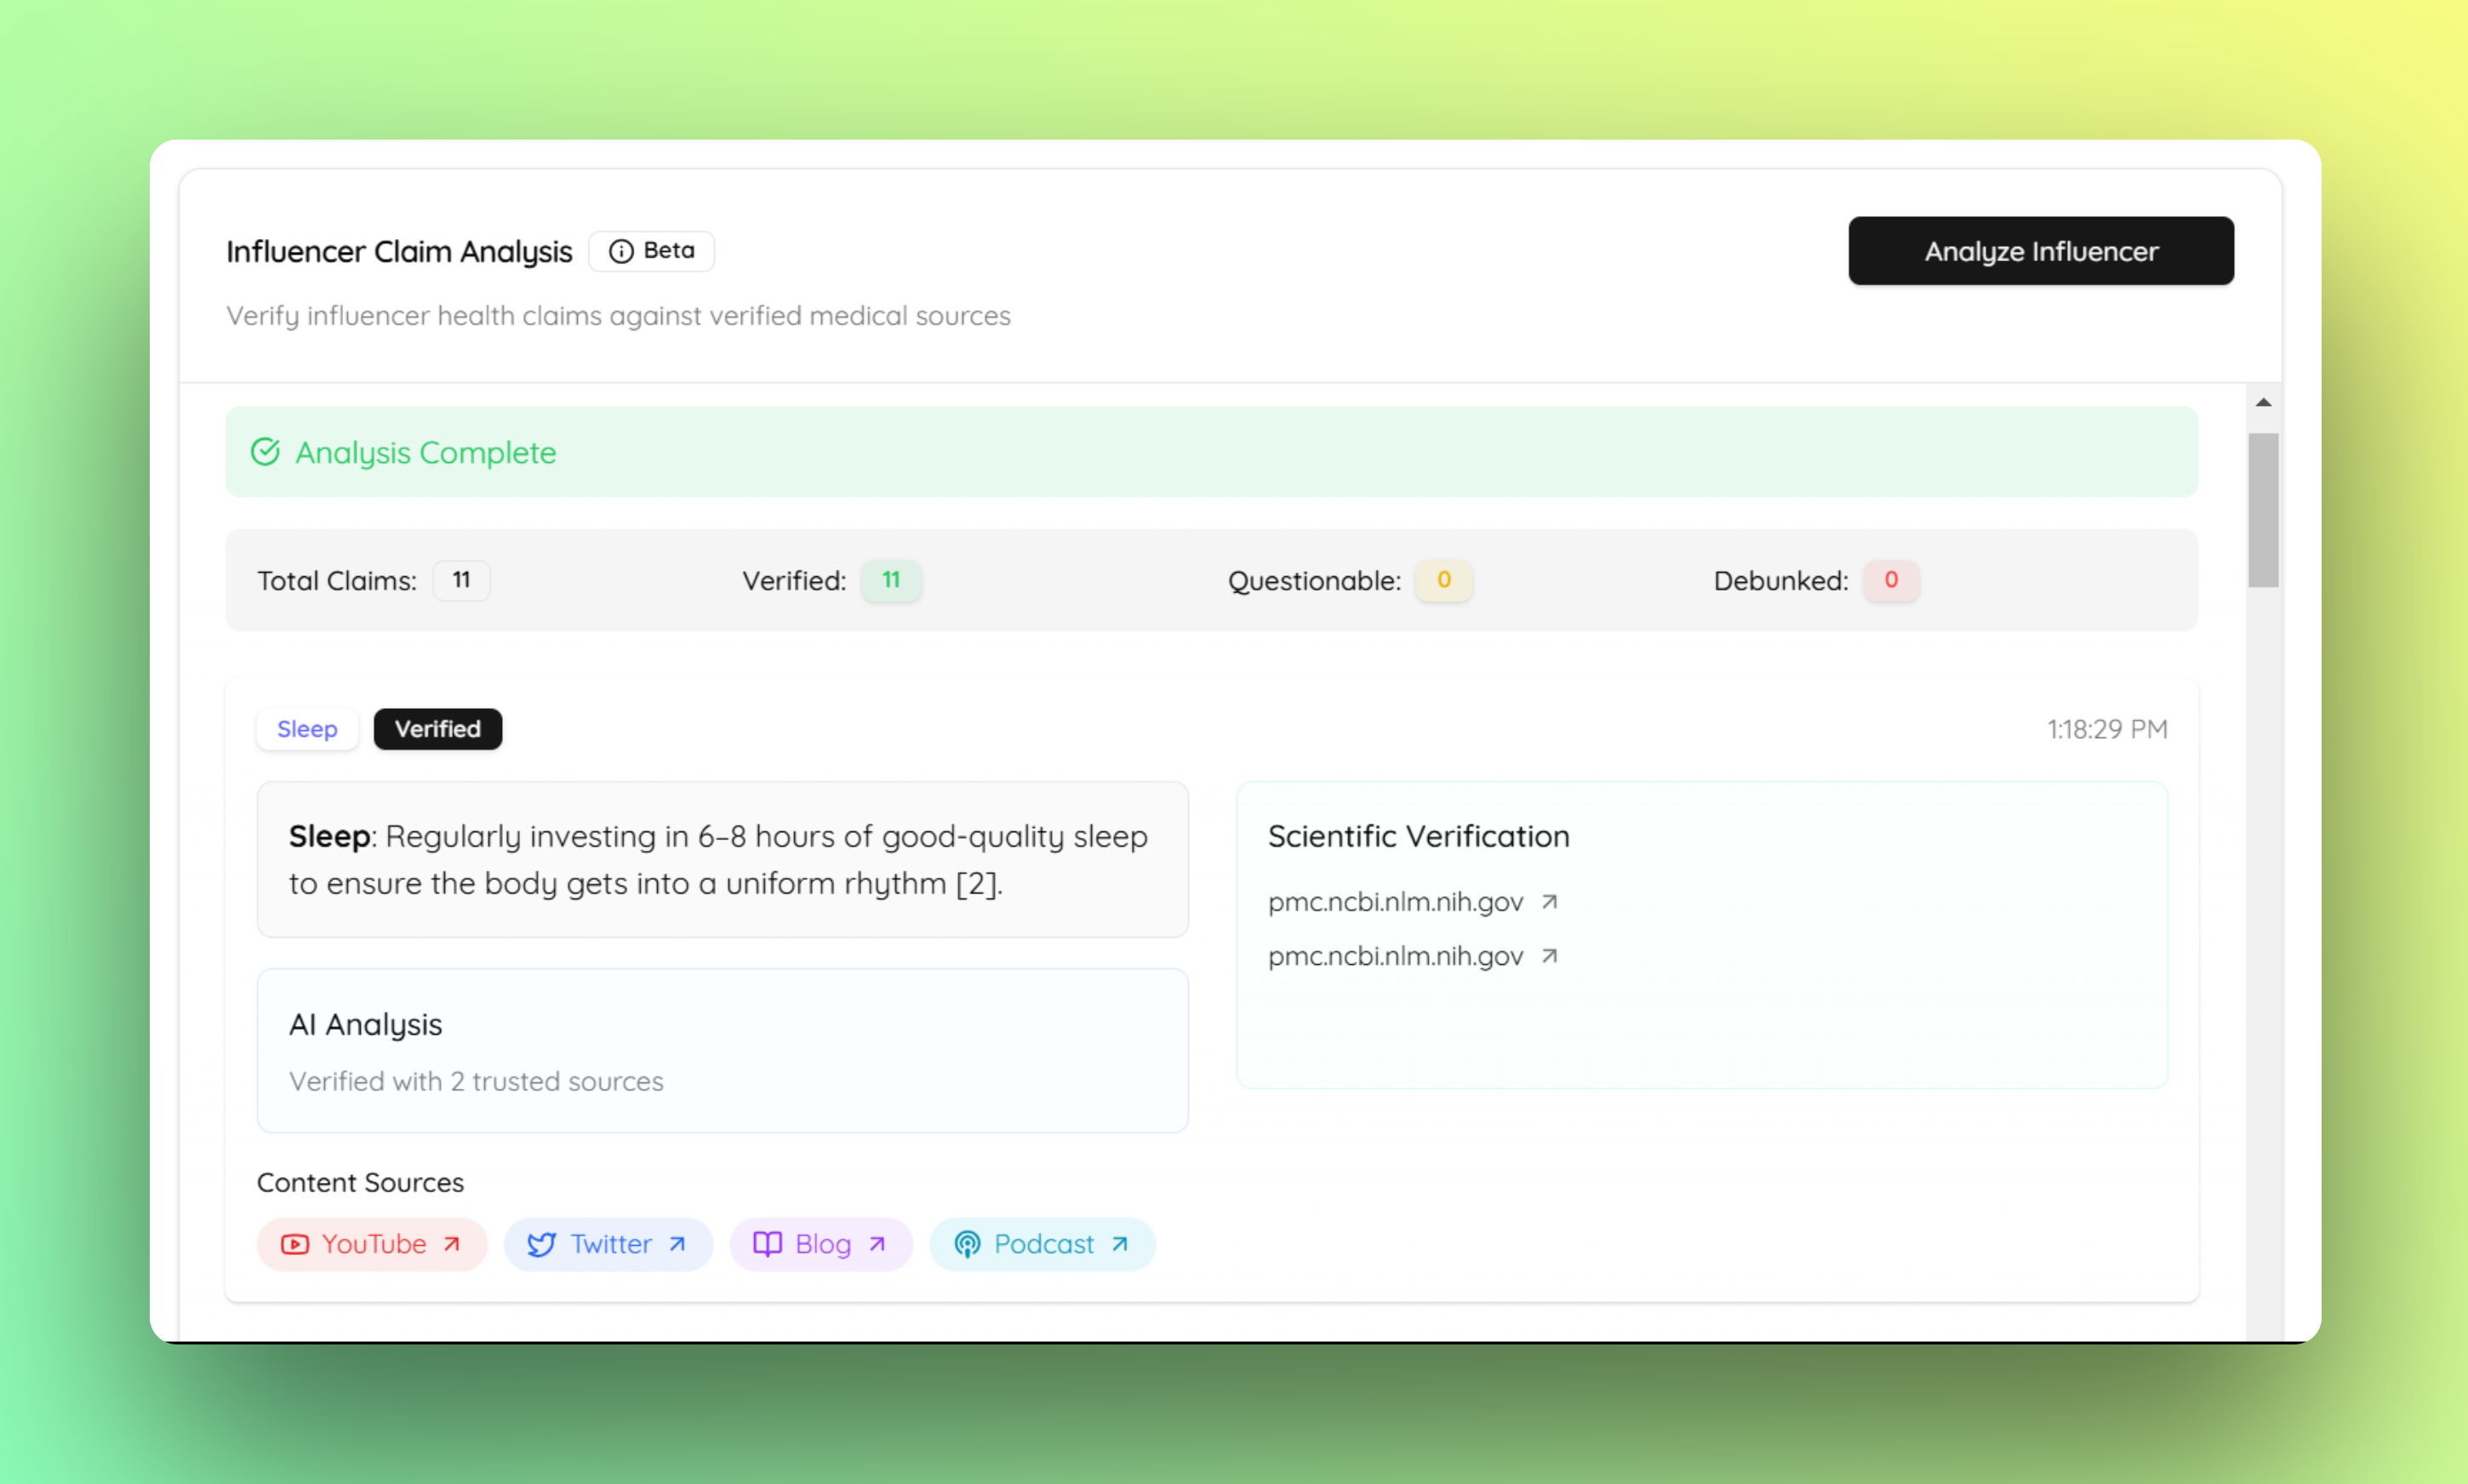 Influencer Claim Analysis Beta
Analyze Influencer
Verify influencer health claims against verified medical sources
Analysis Complete
Total Claims: 11 Verified: 11 Questionable: 0 Debunked: 0
Sleep Verified 1:18:29 PM
Sleep: Regularly investing in 6–8 hours of good-quality sleep
to ensure the body gets into a uniform rhythm [2].
Scientific Verification
pmc.ncbi.nlm.nih.gov
pmc.ncbi.nlm.nih.gov
AI Analysis
Verified with 2 trusted sources
Content Sources
YouTube Twitter Blog Podcast